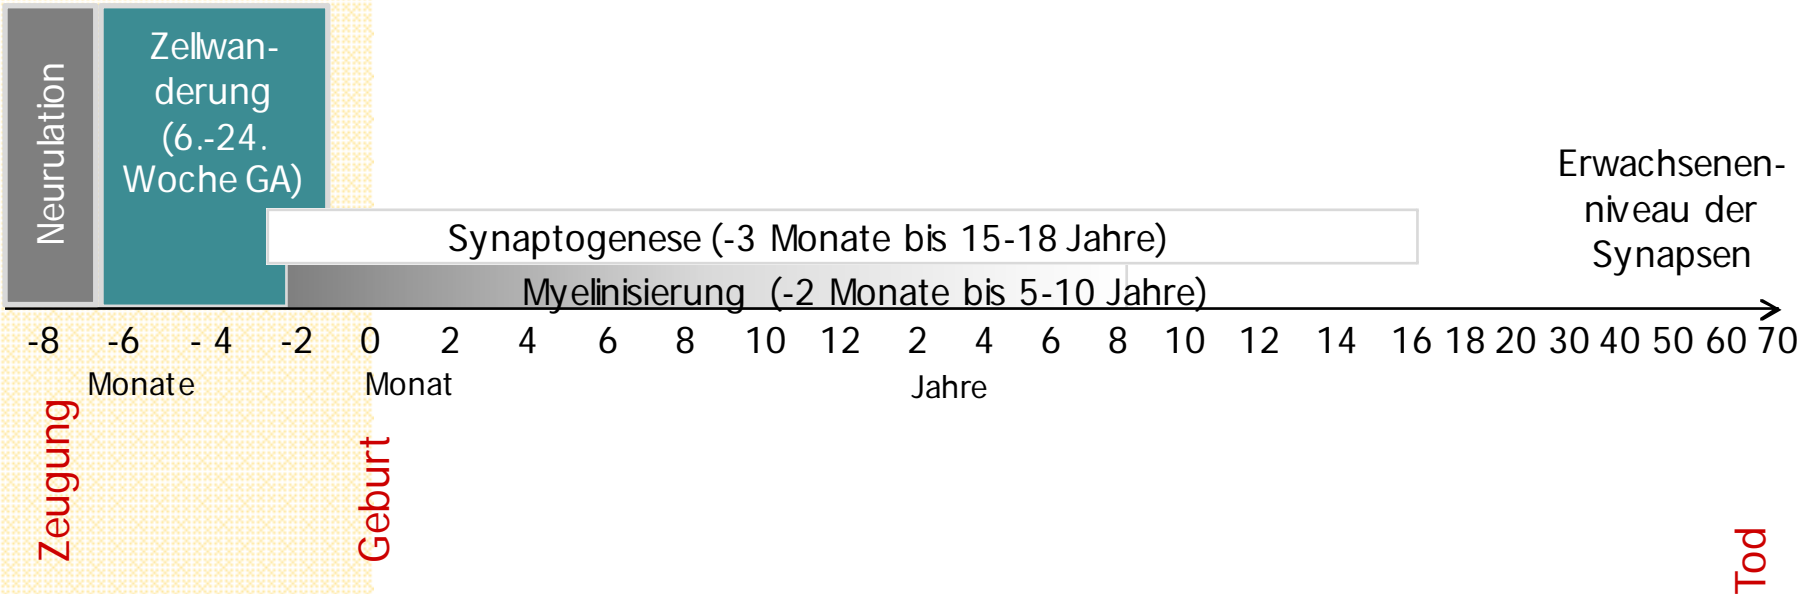 Neurulation
Zellwan-
derung
(6.-24.
Woche GA)
Synaptogenese (-3 Monate bis 15-18 Jahre)
Myelinisierung (-2 Monate bis 5-10 Jahre)
Erwachsenen-
niveau der
Synapsen
-8 -6 - 4 -2 0 2 4 6 8 10 12 2 4 6 8 10 12 14 16 18 20 30 40 50 60 70
Monate Monat Jahre
Zeugung
Geburt
Tod